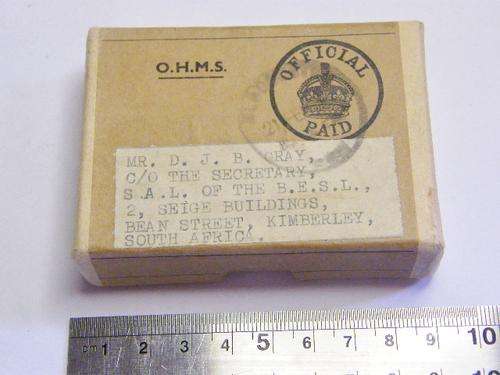 O.H.M.S.
OFFICIAL
PAID
MR. D. J. B. GRAY,
C/O THE SECRETARY,
S.A.L. OF THE B.E.S.L.,
2, SEIGE BUILDINGS,
BEAN STREET, KIMBERLEY,
SOUTH AFRICA.
cm 1 2 3 4 5 6 7 8 9 10